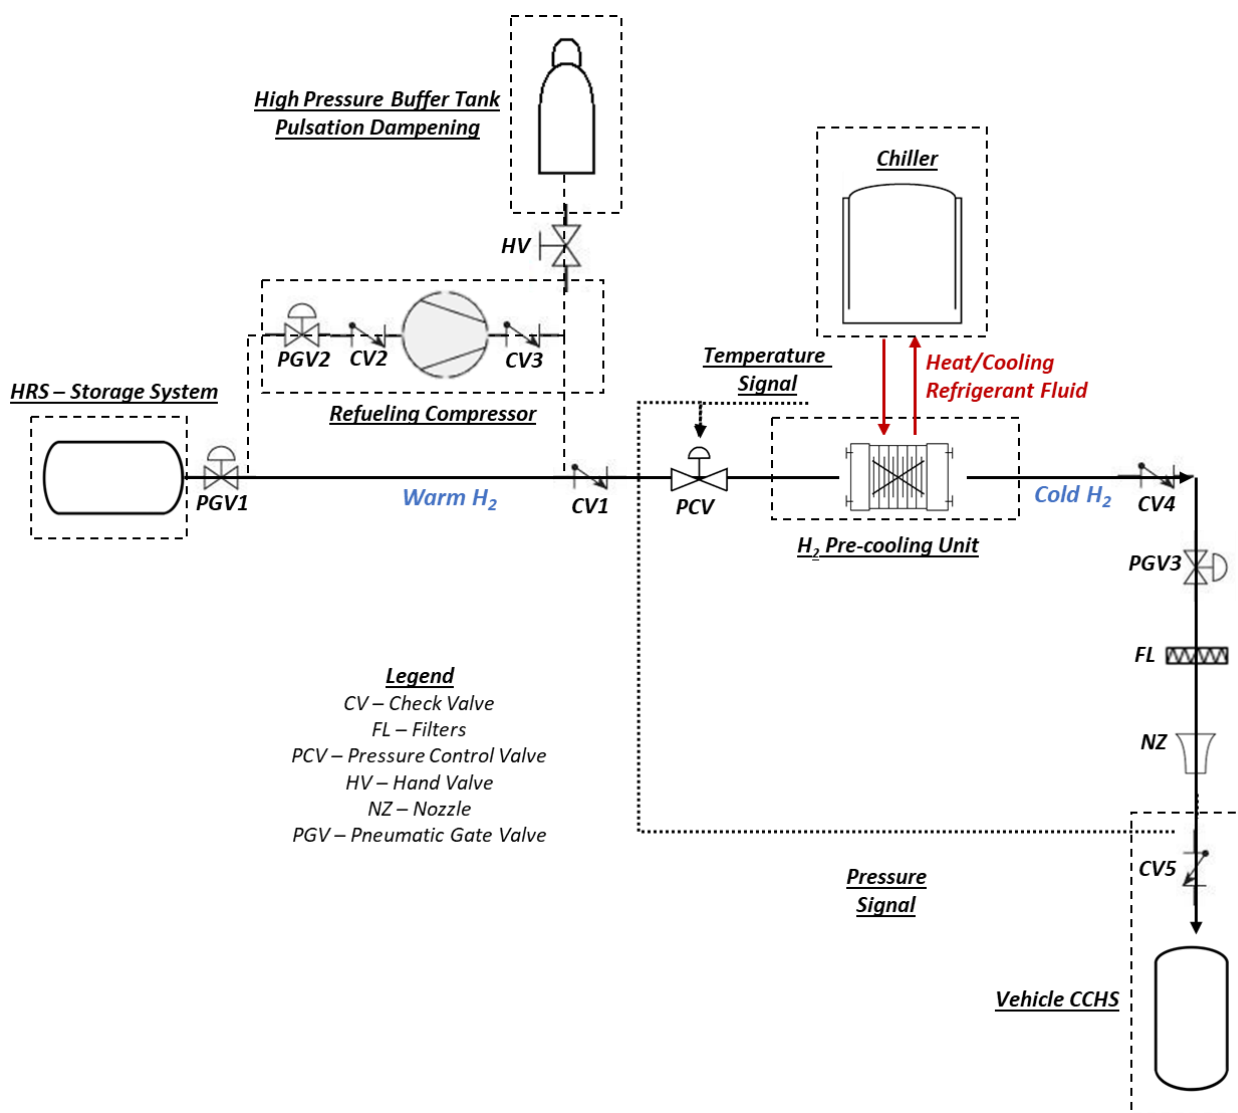 High Pressure Buffer Tank
Pulsation Dampening
Chiller
HV
PGV2
CV2
CV3
Temperature
Signal
Heat/Cooling
Refrigerant Fluid
HRS – Storage System
Refueling Compressor
PGV1
Warm H2
CV1
PCV
Cold H2
CV4
H2 Pre-cooling Unit
PGV3
FL
NZ
Legend
CV – Check Valve
FL – Filters
PCV – Pressure Control Valve
HV – Hand Valve
NZ – Nozzle
PGV – Pneumatic Gate Valve
CV5
Pressure
Signal
Vehicle CCHS